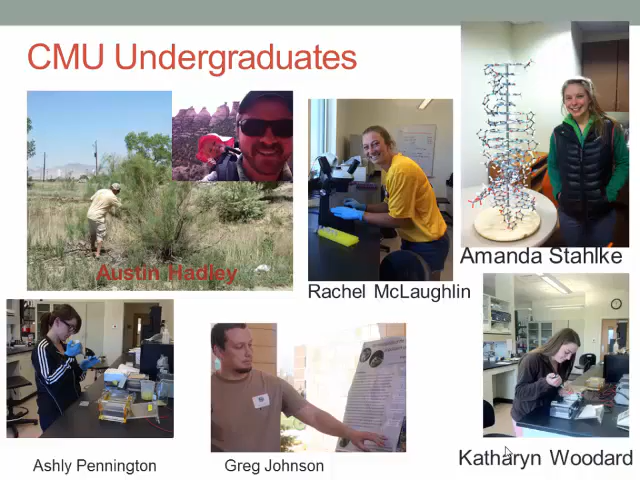 CMU Undergraduates
Austin Hadley
Rachel McLaughlin
Amanda Stahlke
Ashly Pennington
Greg Johnson
Katharyn Woodard